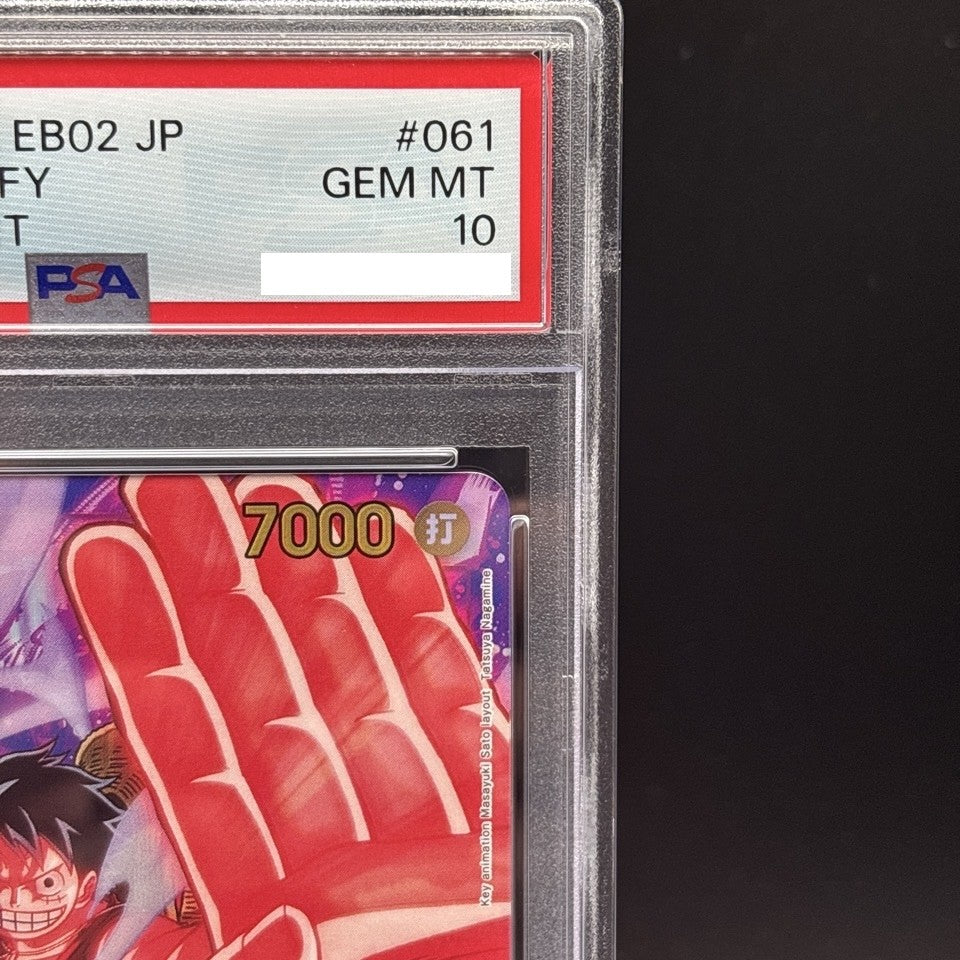 EB02 JP #061
FY GEM MT
T 10
PSA
7000 打
Key animation Masayuki Sato layout Tatsuya Nagamine